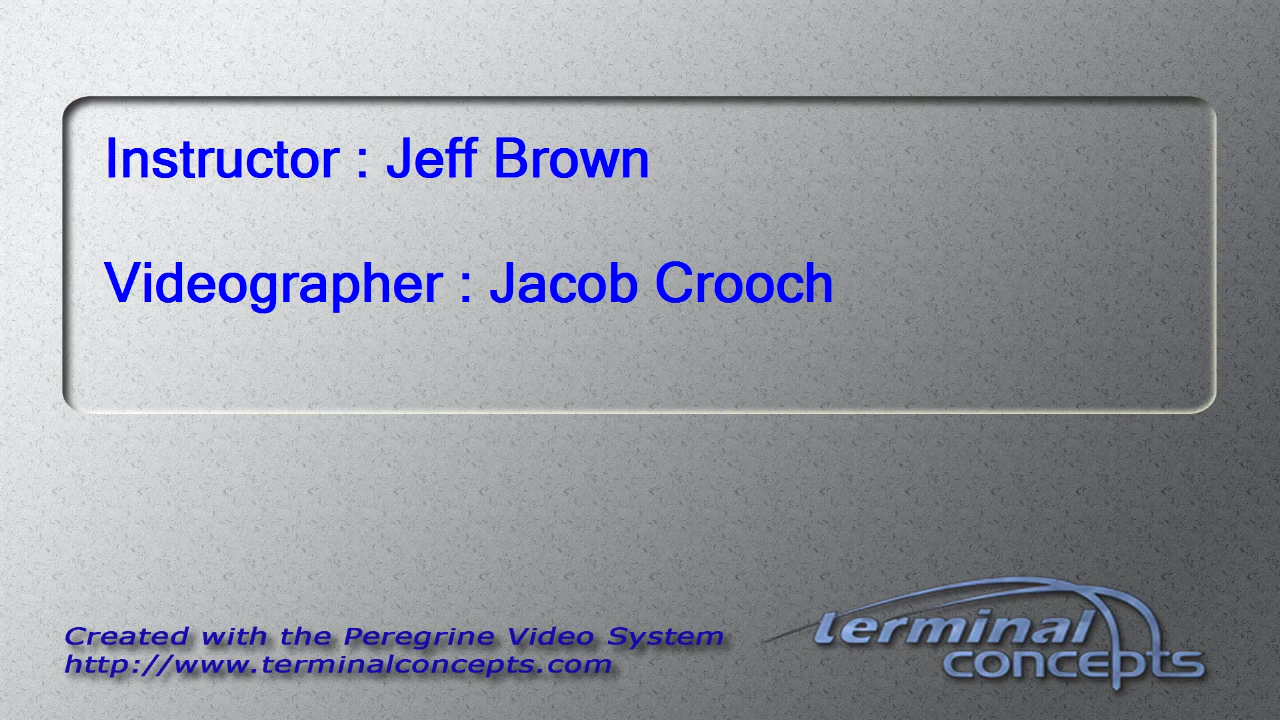 Instructor : Jeff Brown
Videographer : Jacob Crooch
Created with the Peregrine Video System
http://www.terminalconcepts.com
terminal
concepts